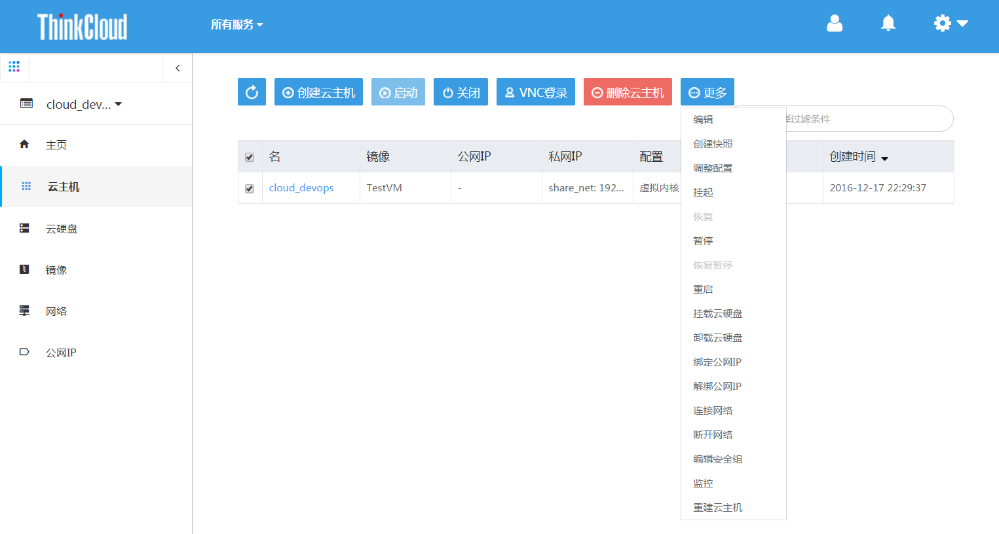 ThinkCloud
所有服务
cloud_dev...
主页
云主机
云硬盘
镜像
网络
公网IP
创建云主机
启动
关闭
VNC登录
删除云主机
更多
过滤条件
名
镜像
公网IP
私网IP
配置
创建时间
cloud_devops
TestVM
-
share_net: 192...
虚拟内核
2016-12-17 22:29:37
编辑
创建快照
调整配置
挂起
恢复
暂停
恢复暂停
重启
挂载云硬盘
卸载云硬盘
绑定公网IP
解绑公网IP
连接网络
断开网络
编辑安全组
监控
重建云主机